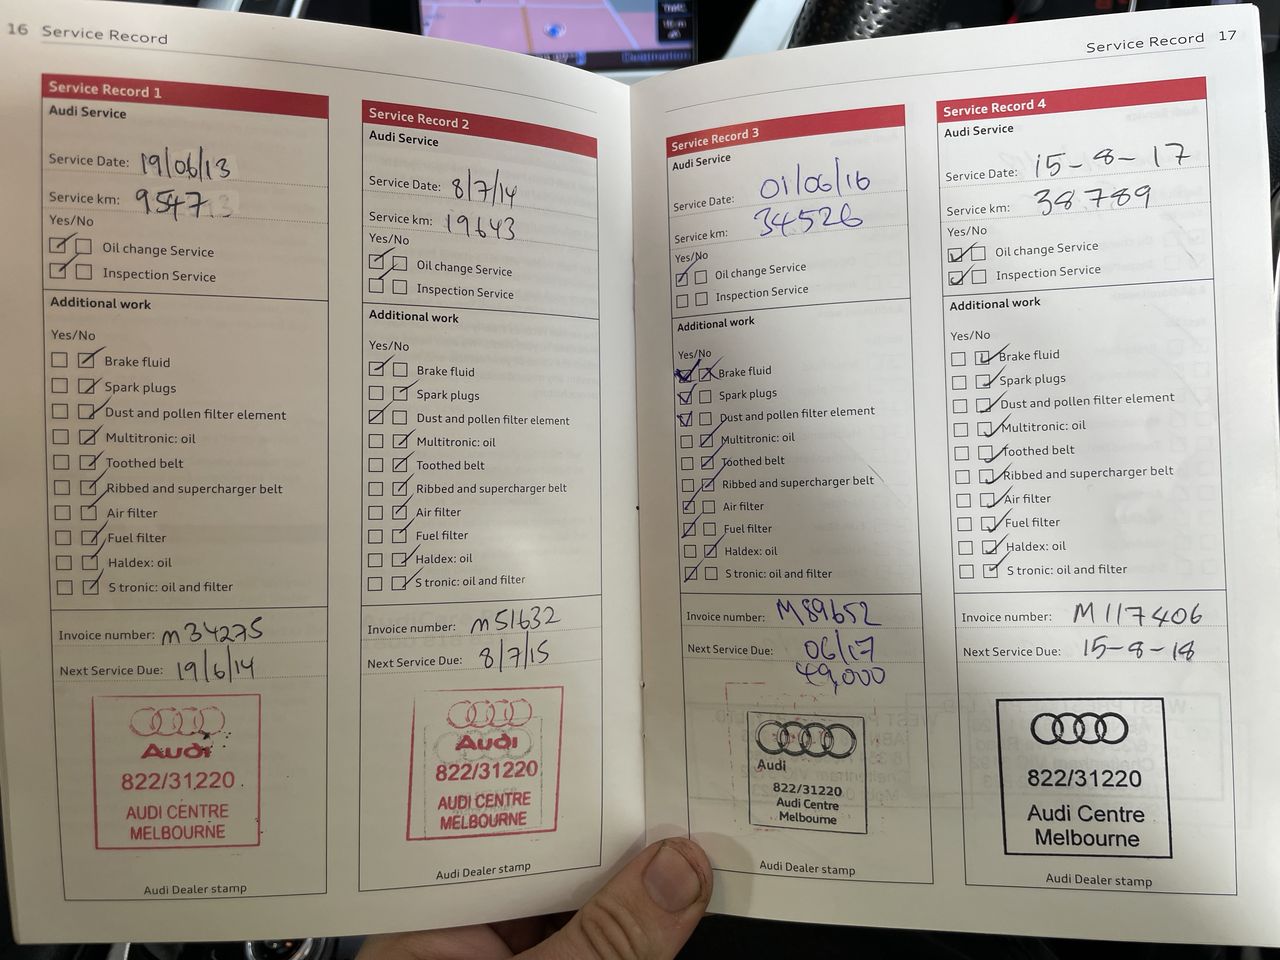 16 Service Record
Service Record 1
Audi Service
Service Date: 19/06/13
Service km: 9547
Yes/No
Oil change Service
Inspection Service
Additional work
Yes/No
Brake fluid
Spark plugs
Dust and pollen filter element
Multitronic: oil
Toothed belt
Ribbed and supercharger belt
Air filter
Fuel filter
Haldex: oil
S tronic: oil and filter
Invoice number: m34275
Next Service Due: 19/6/14
Audi
822/31220
AUDI CENTRE
MELBOURNE
Audi Dealer stamp
Service Record 2
Audi Service
Service Date: 8/7/14
Service km: 19643
Yes/No
Oil change Service
Inspection Service
Additional work
Yes/No
Brake fluid
Spark plugs
Dust and pollen filter element
Multitronic: oil
Toothed belt
Ribbed and supercharger belt
Air filter
Fuel filter
Haldex: oil
S tronic: oil and filter
Invoice number: m51632
Next Service Due: 8/7/15
Audi
822/31220
AUDI CENTRE
MELBOURNE
Audi Dealer stamp
Service Record 17
Service Record 3
Audi Service
Service Date: 01/06/16
Service km: 34526
Yes/No
Oil change Service
Inspection Service
Additional work
Yes/No
Brake fluid
Spark plugs
Dust and pollen filter element
Multitronic: oil
Toothed belt
Ribbed and supercharger belt
Air filter
Fuel filter
Haldex: oil
S tronic: oil and filter
Invoice number: M89652
Next Service Due: 06/17
49,000
Audi
822/31220
Audi Centre
Melbourne
Audi Dealer stamp
Service Record 4
Audi Service
Service Date: 15-8-17
Service km: 38789
Yes/No
Oil change Service
Inspection Service
Additional work
Yes/No
Brake fluid
Spark plugs
Dust and pollen filter element
Multitronic: oil
Toothed belt
Ribbed and supercharger belt
Air filter
Fuel filter
Haldex: oil
S tronic: oil and filter
Invoice number: M117406
Next Service Due: 15-8-18
822/31220
Audi Centre
Melbourne
Audi Dealer stamp